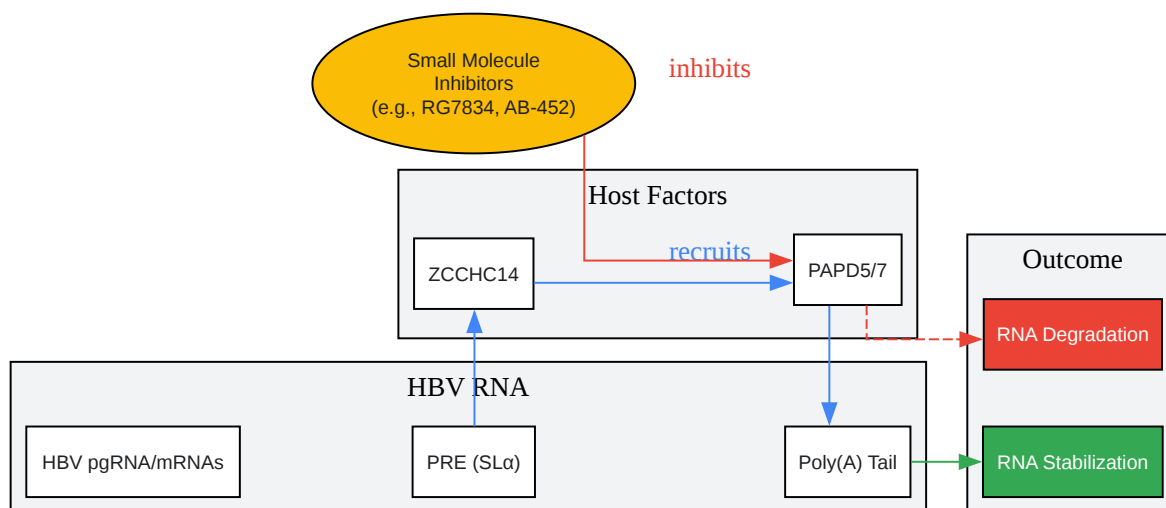 Small Molecule
Inhibitors
(e.g., RG7834, AB-452)
inhibits
Host Factors
recruits
ZCCHC14
PAPD5/7
Outcome
RNA Degradation
HBV RNA
HBV pgRNA/mRNAs
PRE (SLα)
Poly(A) Tail
RNA Stabilization